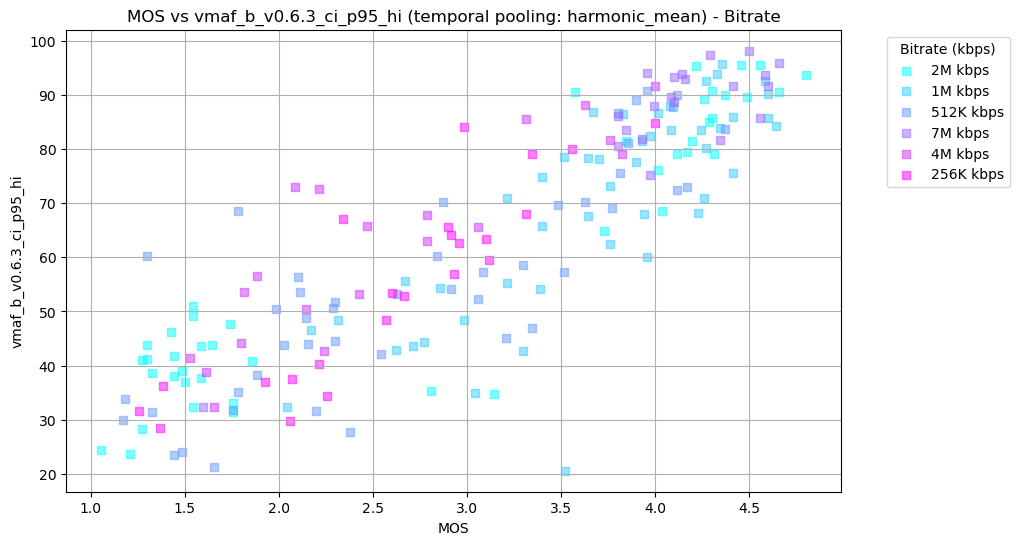 MOS vs vmaf_b_v0.6.3_ci_p95_hi (temporal pooling: harmonic_mean) - Bitrate
vmaf_b_v0.6.3_ci_p95_hi
100
90
80
70
60
50
40
30
20
1.0 1.5 2.0 2.5 3.0 3.5 4.0 4.5
MOS
Bitrate (kbps)
2M kbps
1M kbps
512K kbps
7M kbps
4M kbps
256K kbps